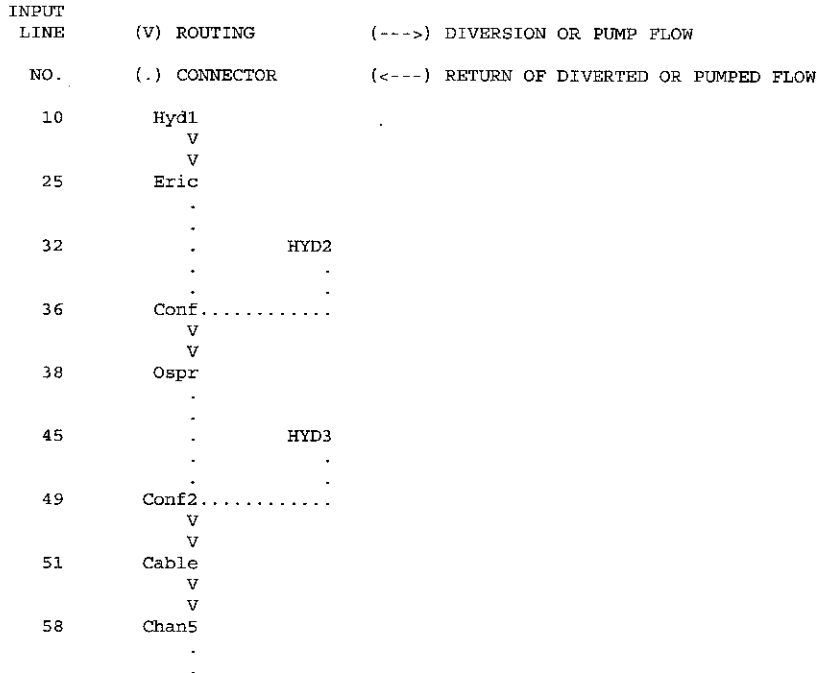 INPUT
LINE (V) ROUTING (--->) DIVERSION OR PUMP FLOW
NO. (.) CONNECTOR (<---) RETURN OF DIVERTED OR PUMPED FLOW
10 Hyd1
V
V
25 Eric
.
.
32 . HYD2
. .
. .
36 Conf............
V
V
38 Ospr
.
.
45 . HYD3
. .
. .
49 Conf2............
V
V
51 Cable
V
V
58 Chan5
.
.